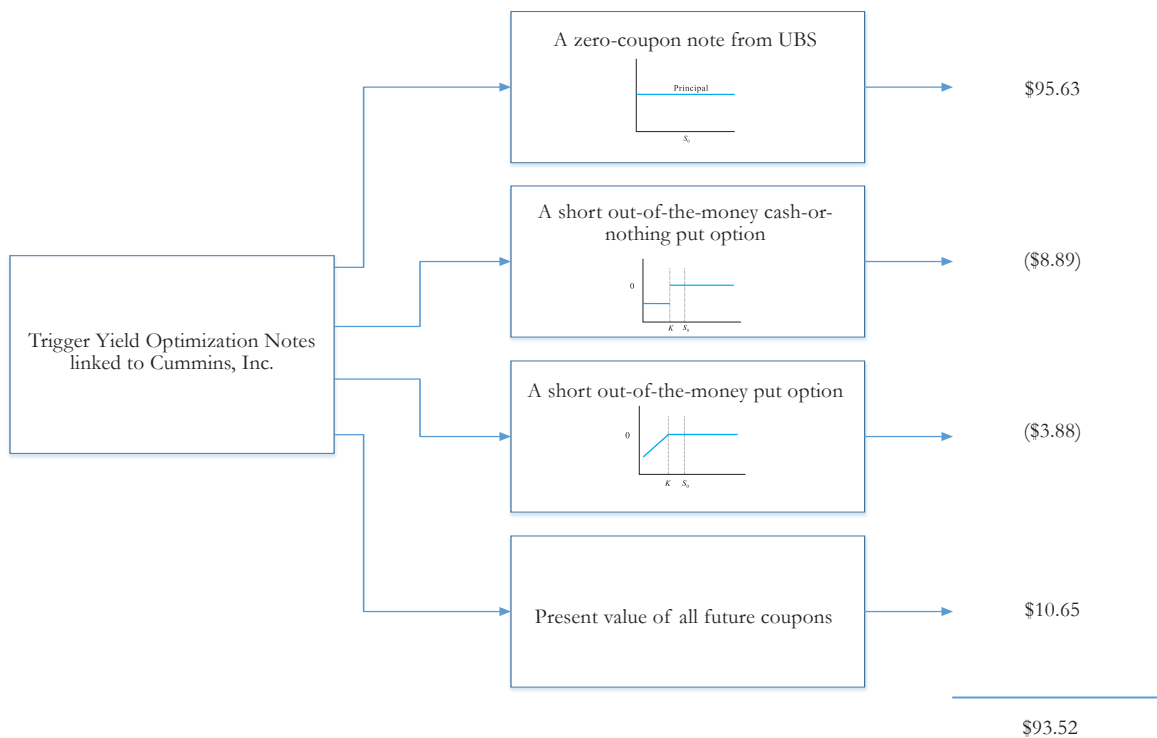 A zero-coupon note from UBS
Principal
S₀
$95.63
A short out-of-the-money cash-or-
nothing put option
0
K S₀
($8.89)
Trigger Yield Optimization Notes
linked to Cummins, Inc.
A short out-of-the-money put option
0
K S₀
($3.88)
Present value of all future coupons
$10.65
$93.52